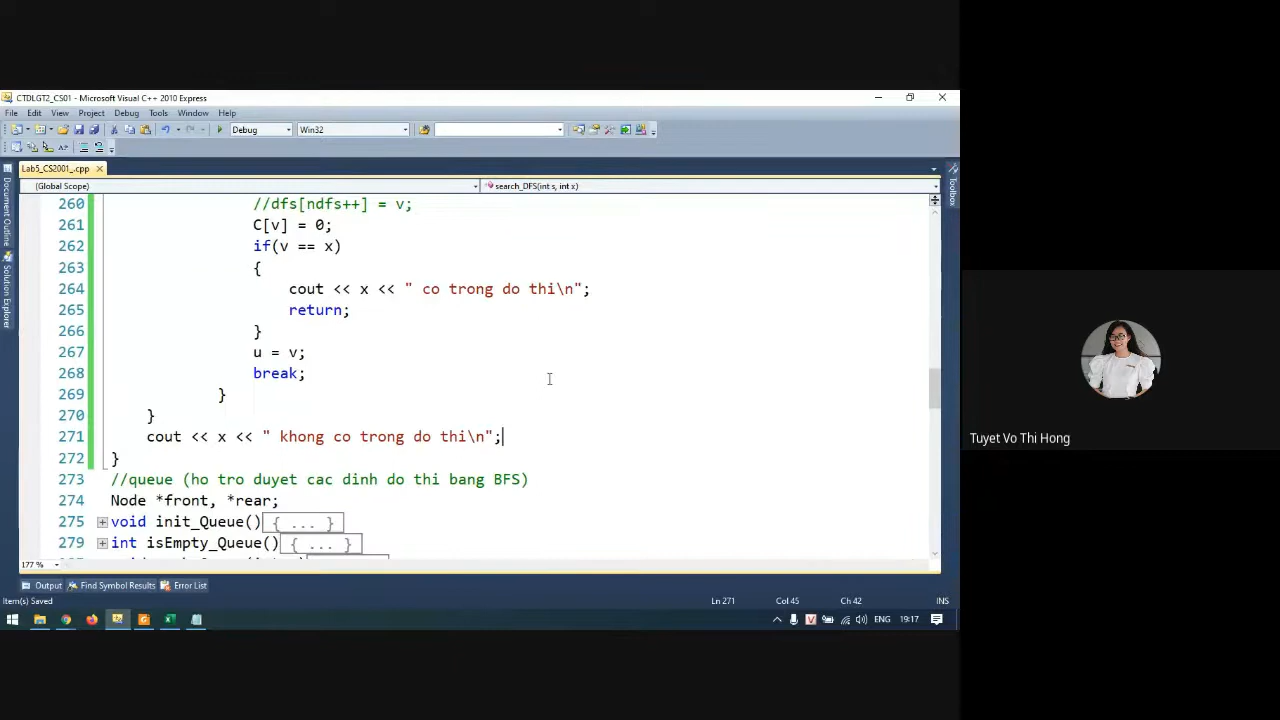 CTDLGT2_CS01 - Microsoft Visual C++ 2010 Express
File Edit View Project Debug Tools Window Help
Debug Win32
Lab5_CS2001_.cpp
(Global Scope) search_DFS(int s, int x)
Document Outline
Solution Explorer
Toolbox
260 //dfs[ndfs++] = v;
261 C[v] = 0;
262 if(v == x)
263 {
264 cout << x << " co trong do thi\n";
265 return;
266 }
267 u = v;
268 break;
269 }
270 }
271 cout << x << " khong co trong do thi\n";
272 }
273 //queue (ho tro duyet cac dinh do thi bang BFS)
274 Node *front, *rear;
275 void init_Queue(){ ... }
279 int isEmpty_Queue(){ ... }
177 %
Output Find Symbol Results Error List
Item(s) Saved Ln 271 Col 45 Ch 42 INS
ENG 19:17
Tuyet Vo Thi Hong